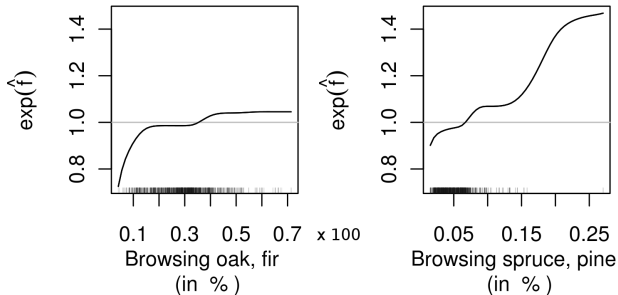 exp(f̂)
1.4
1.2
1.0
0.8
0.1 0.3 0.5 0.7 x 100
Browsing oak, fir
(in % )
exp(f̂)
1.4
1.2
1.0
0.8
0.05 0.15 0.25
Browsing spruce, pine
(in % )